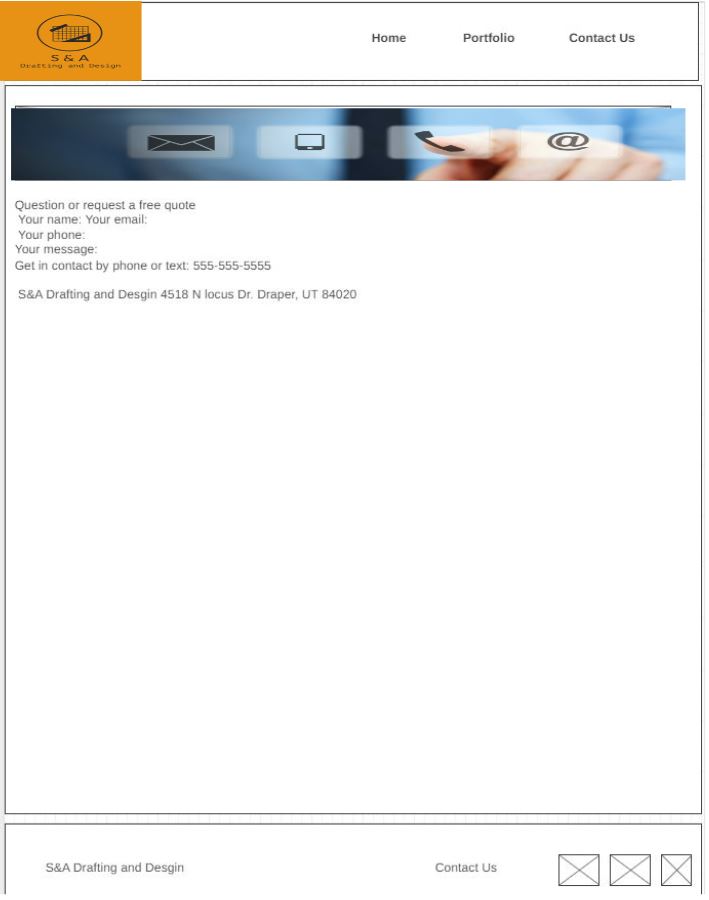 S & A
Drafting and Design
Home Portfolio Contact Us
@
Question or request a free quote
Your name: Your email:
Your phone:
Your message:
Get in contact by phone or text: 555-555-5555
S&A Drafting and Desgin 4518 N locus Dr. Draper, UT 84020
S&A Drafting and Desgin Contact Us